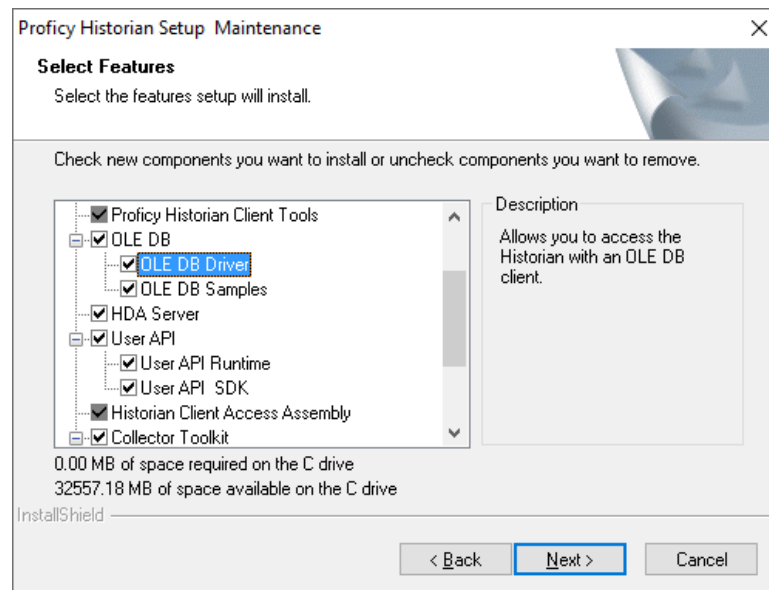 Proficy Historian Setup Maintenance
Select Features
Select the features setup will install.
Check new components you want to install or uncheck components you want to remove.
Proficy Historian Client Tools
OLE DB
OLE DB Driver
OLE DB Samples
HDA Server
User API
User API Runtime
User API SDK
Historian Client Access Assembly
Collector Toolkit
Description
Allows you to access the
Historian with an OLE DB
client.
0.00 MB of space required on the C drive
32557.18 MB of space available on the C drive
InstallShield
< Back
Next >
Cancel